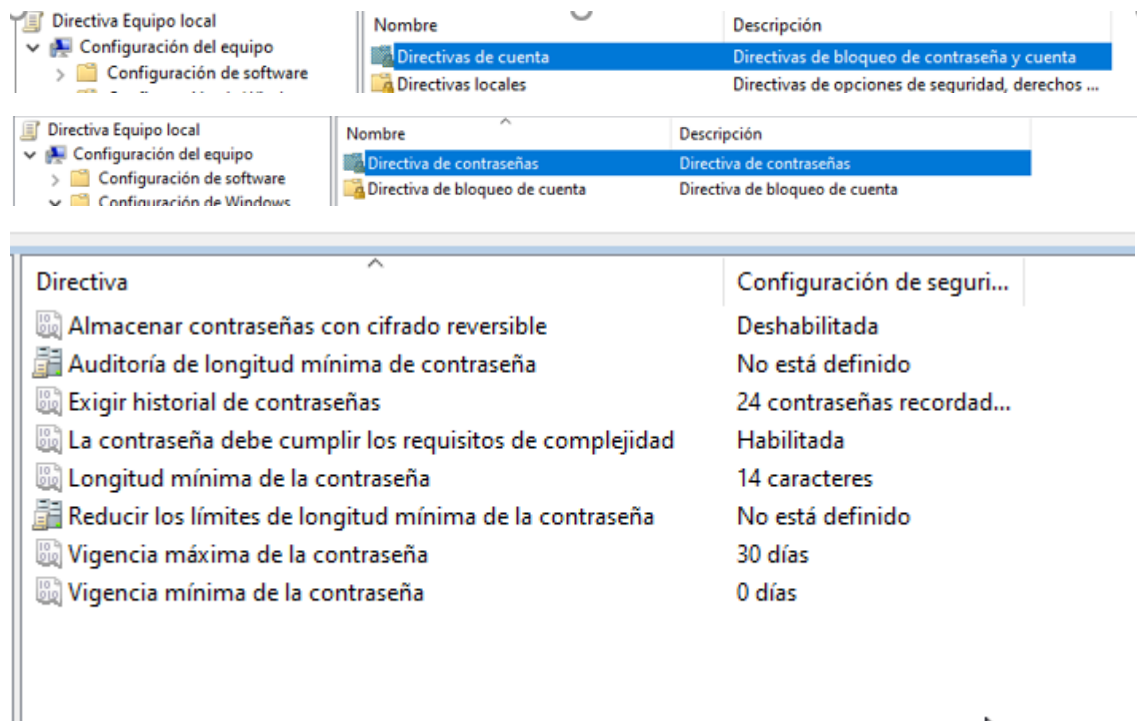 Directiva Equipo local
Configuración del equipo
Configuración de software
Nombre Descripción
Directivas de cuenta Directivas de bloqueo de contraseña y cuenta
Directivas locales Directivas de opciones de seguridad, derechos ...
Directiva Equipo local
Configuración del equipo
Configuración de software
Configuración de Windows
Nombre Descripción
Directiva de contraseñas Directiva de contraseñas
Directiva de bloqueo de cuenta Directiva de bloqueo de cuenta
Directiva Configuración de seguri...
Almacenar contraseñas con cifrado reversible Deshabilitada
Auditoría de longitud mínima de contraseña No está definido
Exigir historial de contraseñas 24 contraseñas recordad...
La contraseña debe cumplir los requisitos de complejidad Habilitada
Longitud mínima de la contraseña 14 caracteres
Reducir los límites de longitud mínima de la contraseña No está definido
Vigencia máxima de la contraseña 30 días
Vigencia mínima de la contraseña 0 días